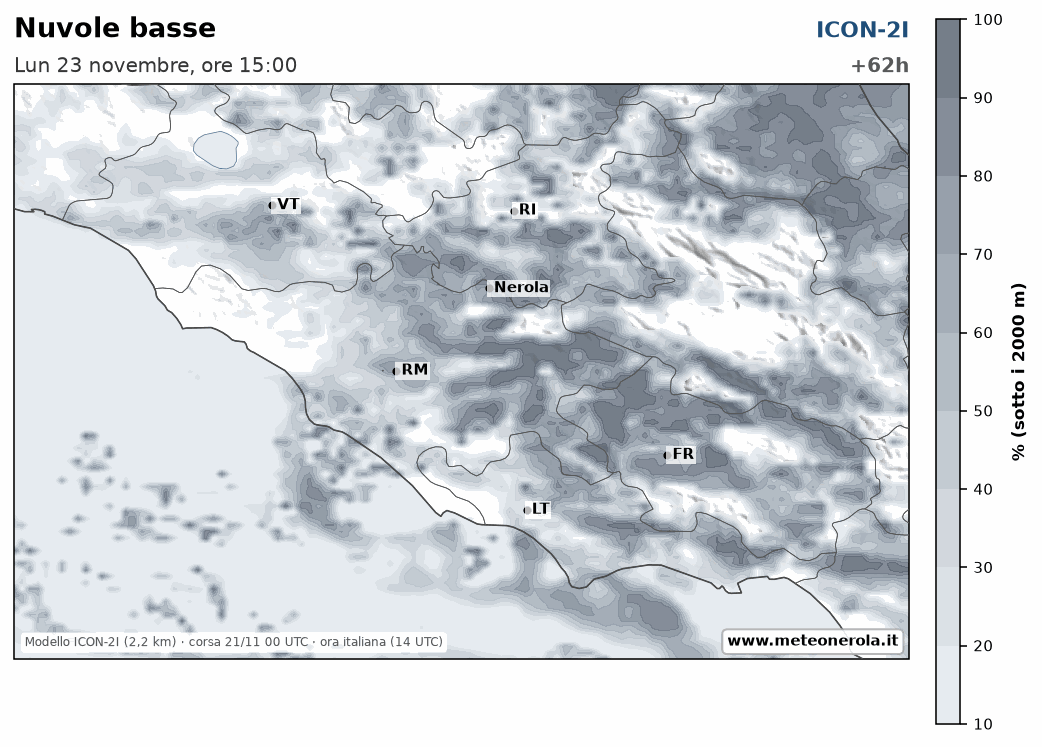 Nuvole basse
ICON-2I
Lun 23 novembre, ore 15:00
+62h
100
90
80
70
60
50
40
30
20
10
% (sotto i 2000 m)
VT
RI
Nerola
RM
FR
LT
Modello ICON-2I (2,2 km) · corsa 21/11 00 UTC · ora italiana (14 UTC)
www.meteonerola.it